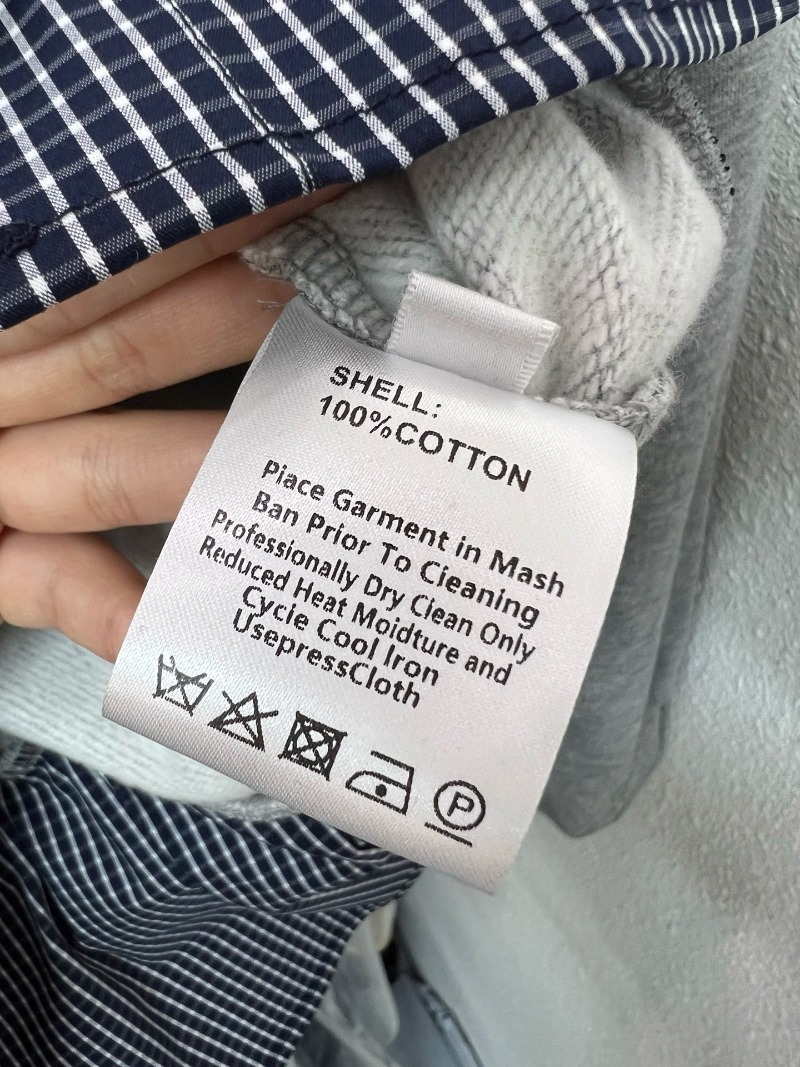 SHELL:
100%COTTON
Piace Garment in Mash
Ban Prior To Cleaning
Professionally Dry Clean Only
Reduced Heat Moidture and
Cycle Cool Iron
UsepressCloth
P